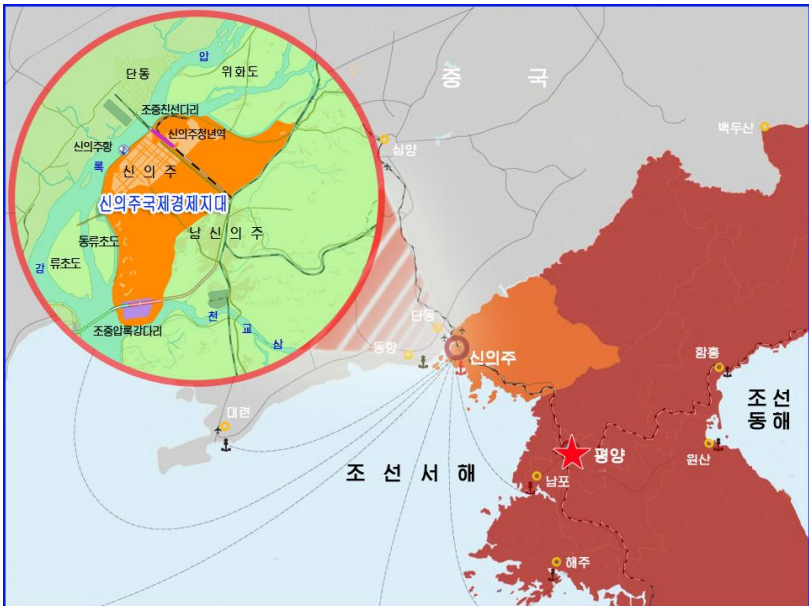 압
단동
위화도
조중친선다리
신의주청년역
신의주항
록
신 의 주
신의주국제경제지대
남 신 의 주
동류초도
강
류초도
조중압록강다리
천
교
삼
중 국
백두산
심양
단동
동항
신의주
함흥
조선
동해
대련
조 선 서 해
평양
원산
남포
해주